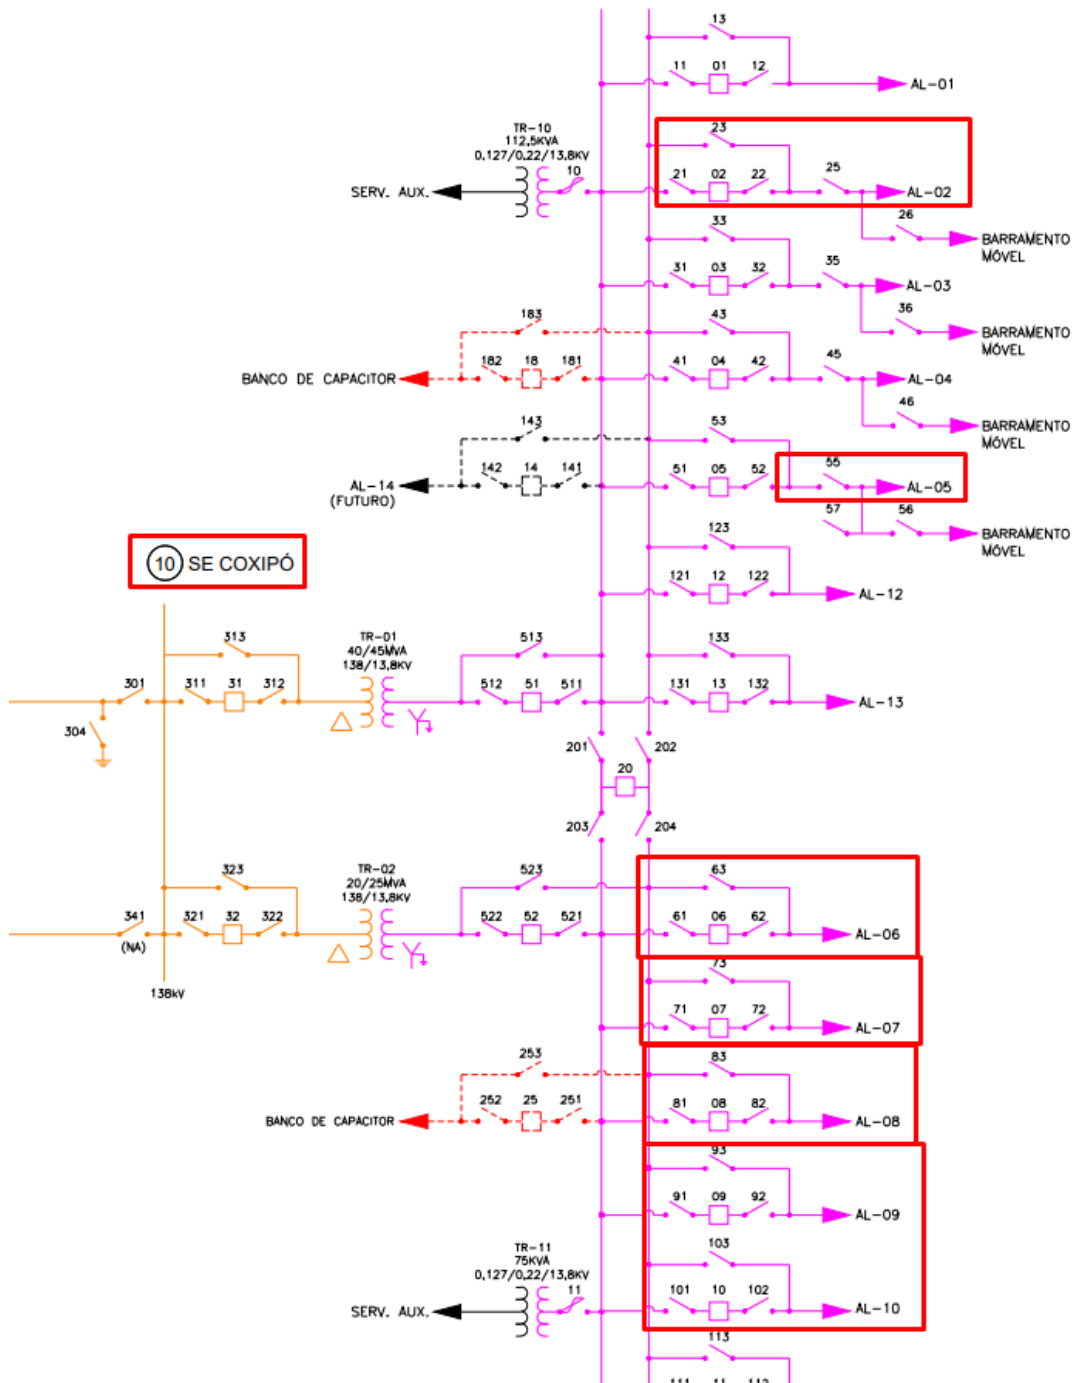 13
11 01 12
AL-01
TR-10
112,5KVA
0,127/0,22/13,8KV
10
SERV. AUX.
23
21 02 22 25
AL-02
26
BARRAMENTO
MÓVEL
33
31 03 32 35
AL-03
36
BARRAMENTO
MÓVEL
183
182 18 181
BANCO DE CAPACITOR
43
41 04 42 45
AL-04
46
BARRAMENTO
MÓVEL
143
142 14 141
AL-14
(FUTURO)
53
51 05 52 55
AL-05
57 56
BARRAMENTO
MÓVEL
10 SE COXIPÓ
123
121 12 122
AL-12
313
301 311 31 312
304
TR-01
40/45MVA
138/13,8KV
513
512 51 511
133
131 13 132
AL-13
201 202
20
203 204
323
341 321 32 322
(NA)
138kV
TR-02
20/25MVA
138/13,8KV
523
522 52 521
63
61 06 62
AL-06
73
71 07 72
AL-07
253
252 25 251
BANCO DE CAPACITOR
83
81 08 82
AL-08
93
91 09 92
AL-09
TR-11
75KVA
0,127/0,22/13,8KV
11
SERV. AUX.
103
101 10 102
AL-10
113